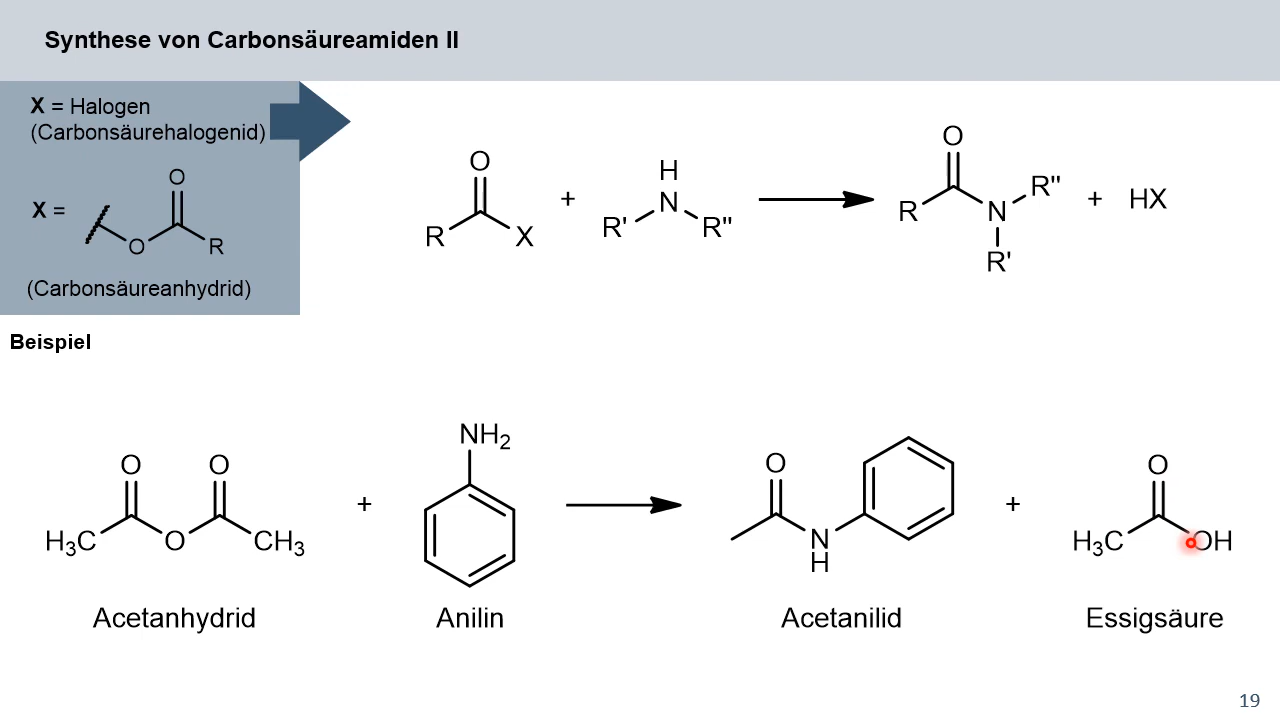 Synthese von Carbonsäureamiden II
X = Halogen
(Carbonsäurehalogenid)
X =
O
O
R
(Carbonsäureanhydrid)
O
R
X
+
H
N
R'
R"
O
R
N
R"
R'
+
HX
Beispiel
O
O
H₃C
O
CH₃
+
NH₂
O
N
H
+
O
H₃C
OH
Acetanhydrid
Anilin
Acetanilid
Essigsäure
19